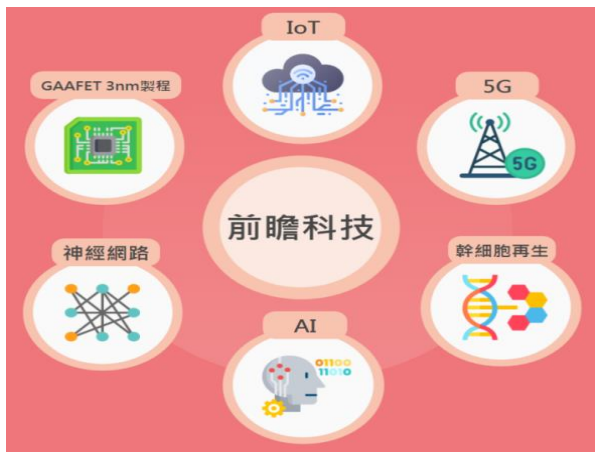 IoT
GAAFET 3nm製程
5G
5G
前瞻科技
神經網路
幹細胞再生
AI
01100
11010